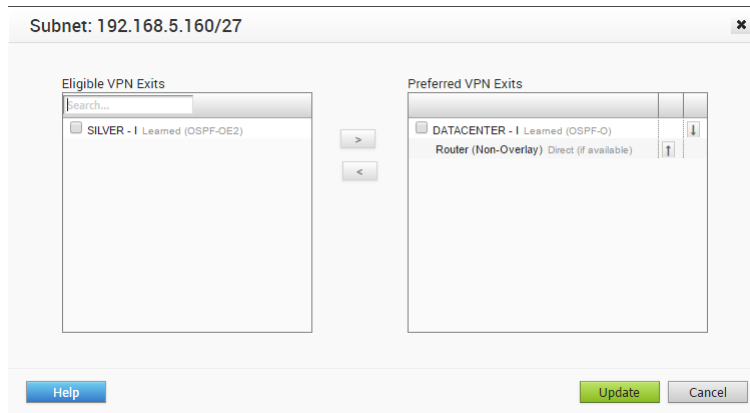 Subnet: 192.168.5.160/27
Eligible VPN Exits
Search...
SILVER - I Learned (OSPF-OE2)
>
<
Preferred VPN Exits
DATACENTER - I Learned (OSPF-O)
Router (Non-Overlay) Direct (if available)
Help
Update
Cancel